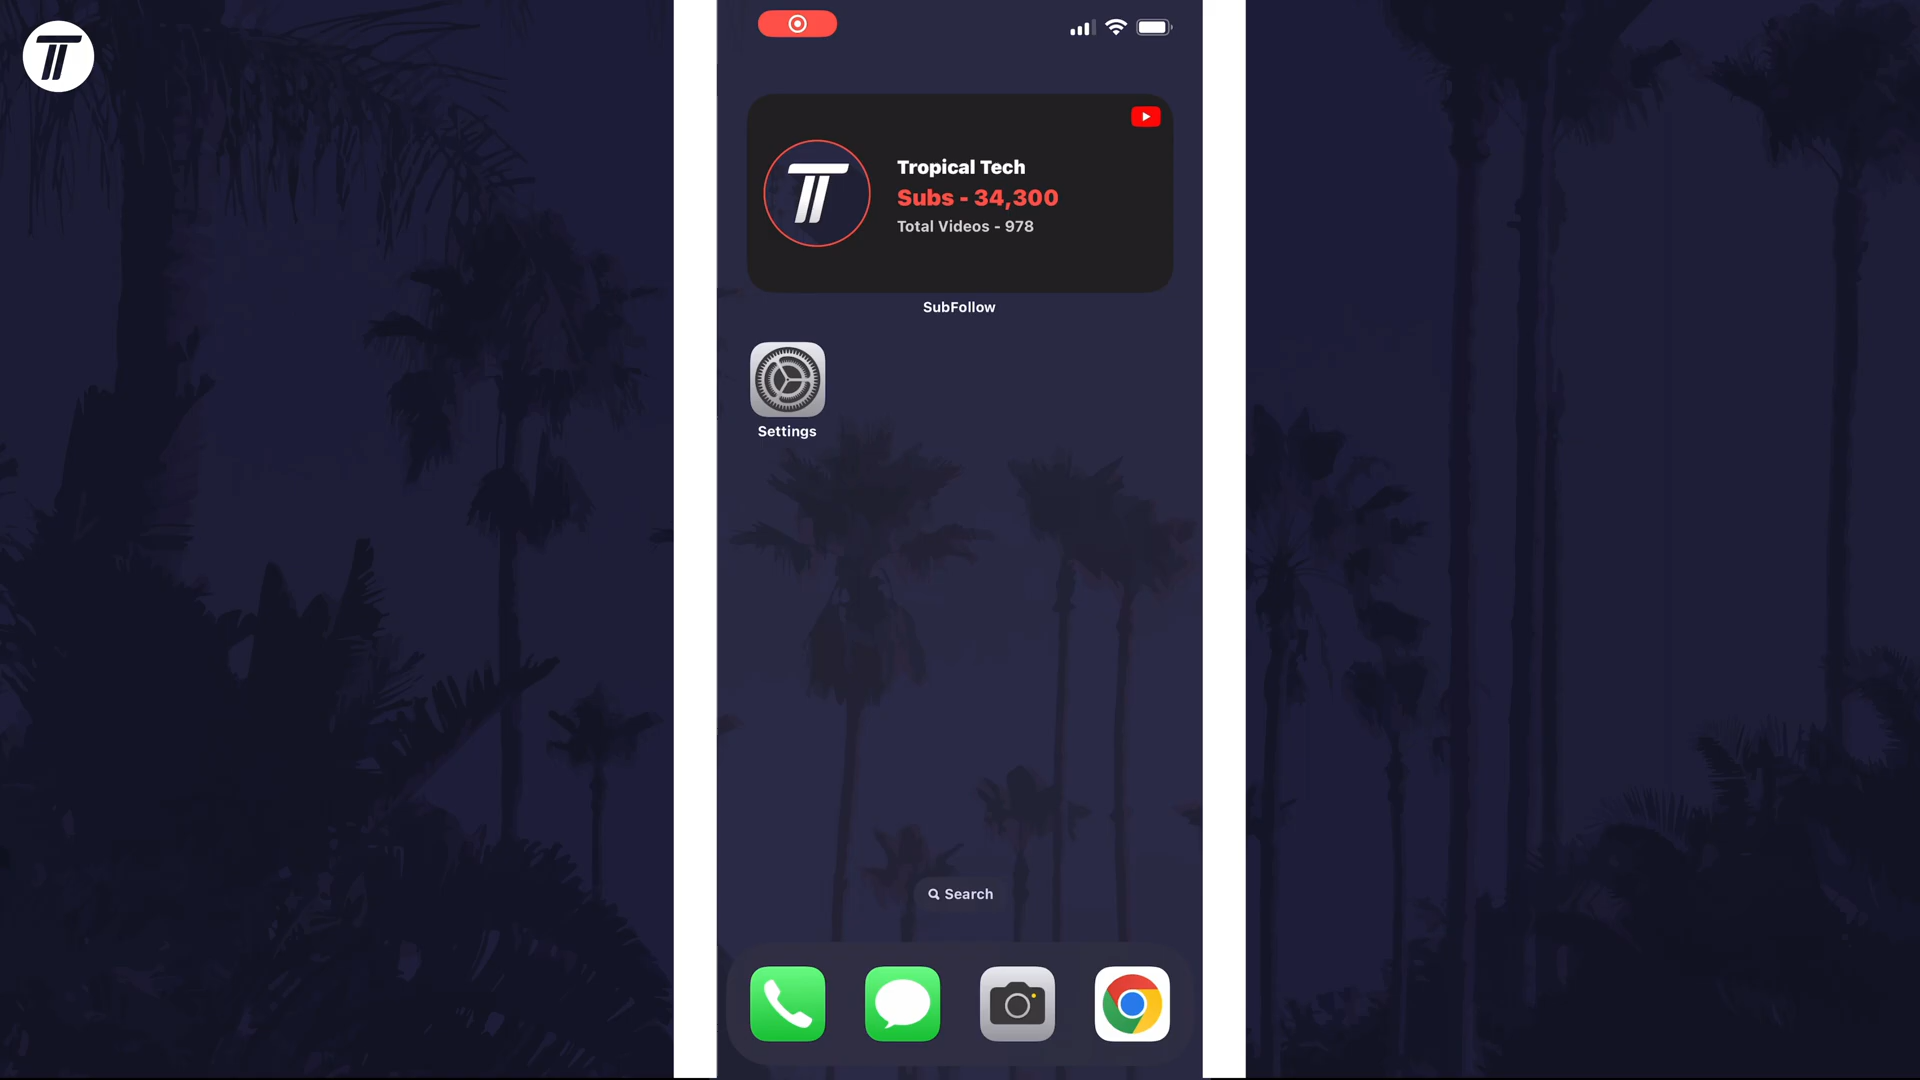 Tropical Tech
Subs - 34,300
Total Videos - 978
SubFollow
Settings
Search